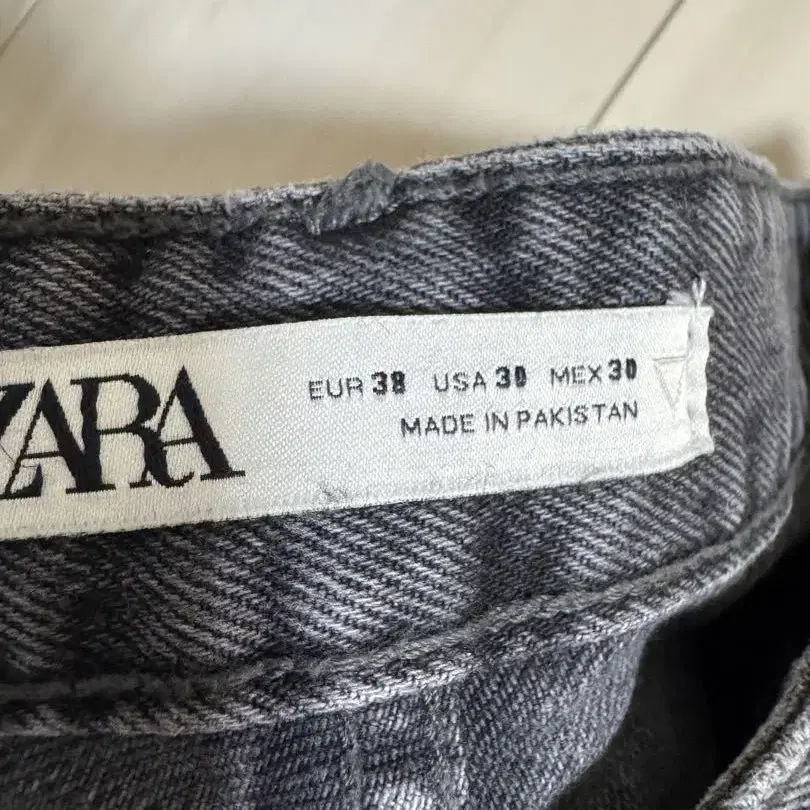 ZARA
EUR 38 USA 30 MEX 30
MADE IN PAKISTAN